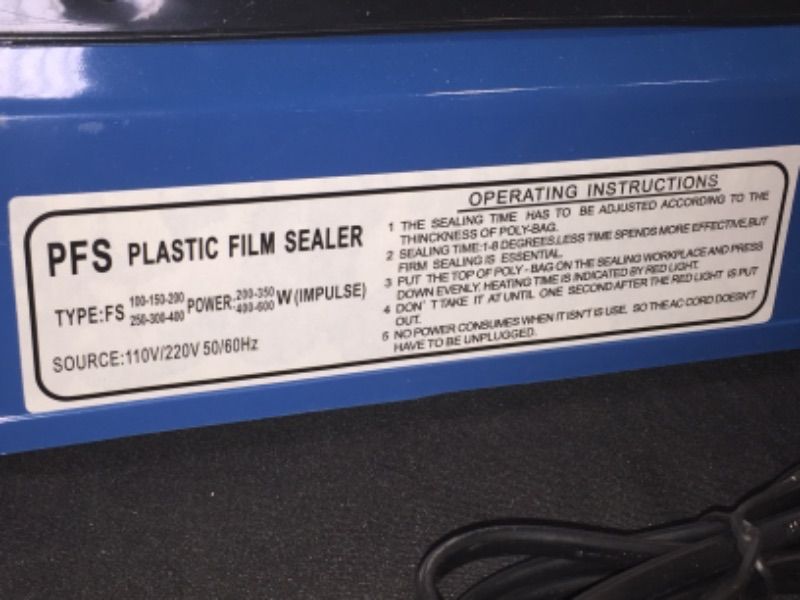 PFS PLASTIC FILM SEALER
TYPE:FS 100-150-200 POWER:200-350 W (IMPULSE)
250-300-400 400-600
SOURCE:110V/220V 50/60Hz
OPERATING INSTRUCTIONS
1 THE SEALING TIME HAS TO BE ADJUSTED ACCORDING TO THE
THINCKNESS OF POLY-BAG.
2 SEALING TIME:1-8 DEGREES.LESS TIME SPENDS MORE EFFECTIVE,BUT
FIRM SEALING IS ESSENTIAL.
3 PUT THE TOP OF POLY-BAG ON THE SEALING WORKPLACE AND PRESS
DOWN EVENLY. HEATING TIME IS INDICATED BY RED LIGHT.
4 DON'T TAKE IT AT UNTIL ONE SECOND AFTER THE RED LIGHT IS PUT
OUT.
5 NO POWER CONSUMES WHEN IT ISN'T IS USE, SO THE AC CORD DOESN'T
HAVE TO BE UNPLUGGED.